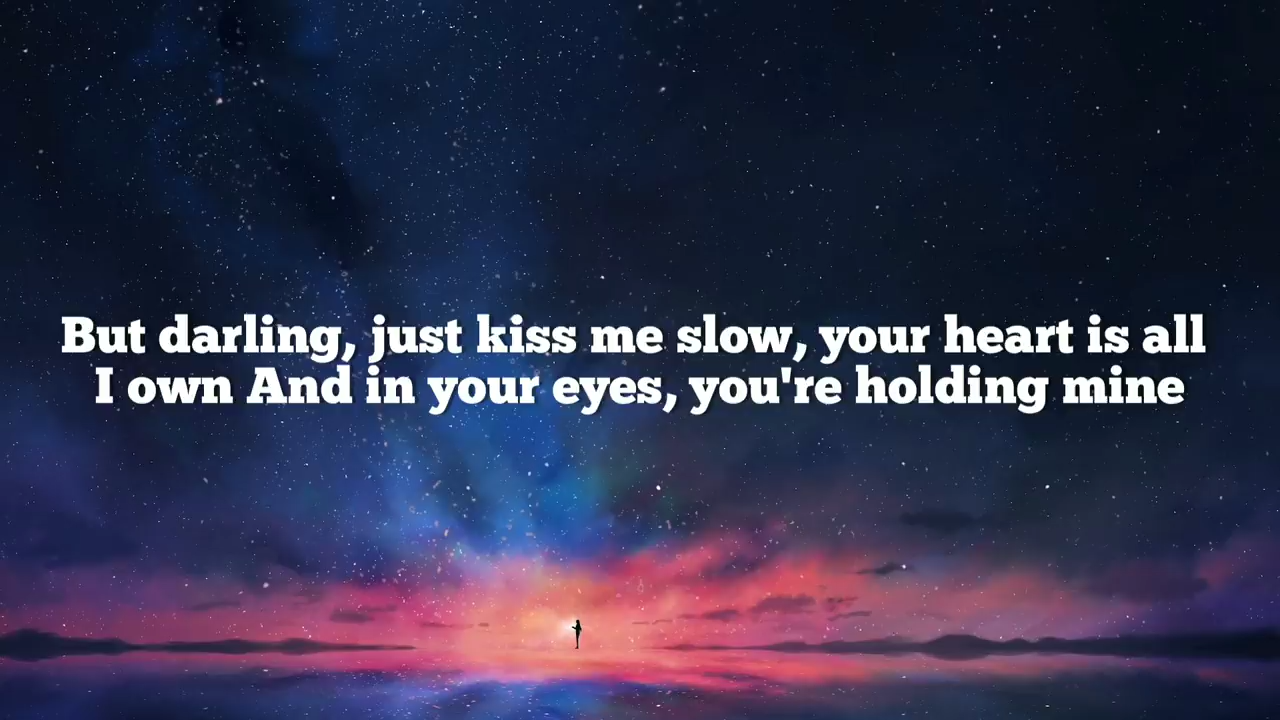 But darling, just kiss me slow, your heart is all
I own And in your eyes, you're holding mine